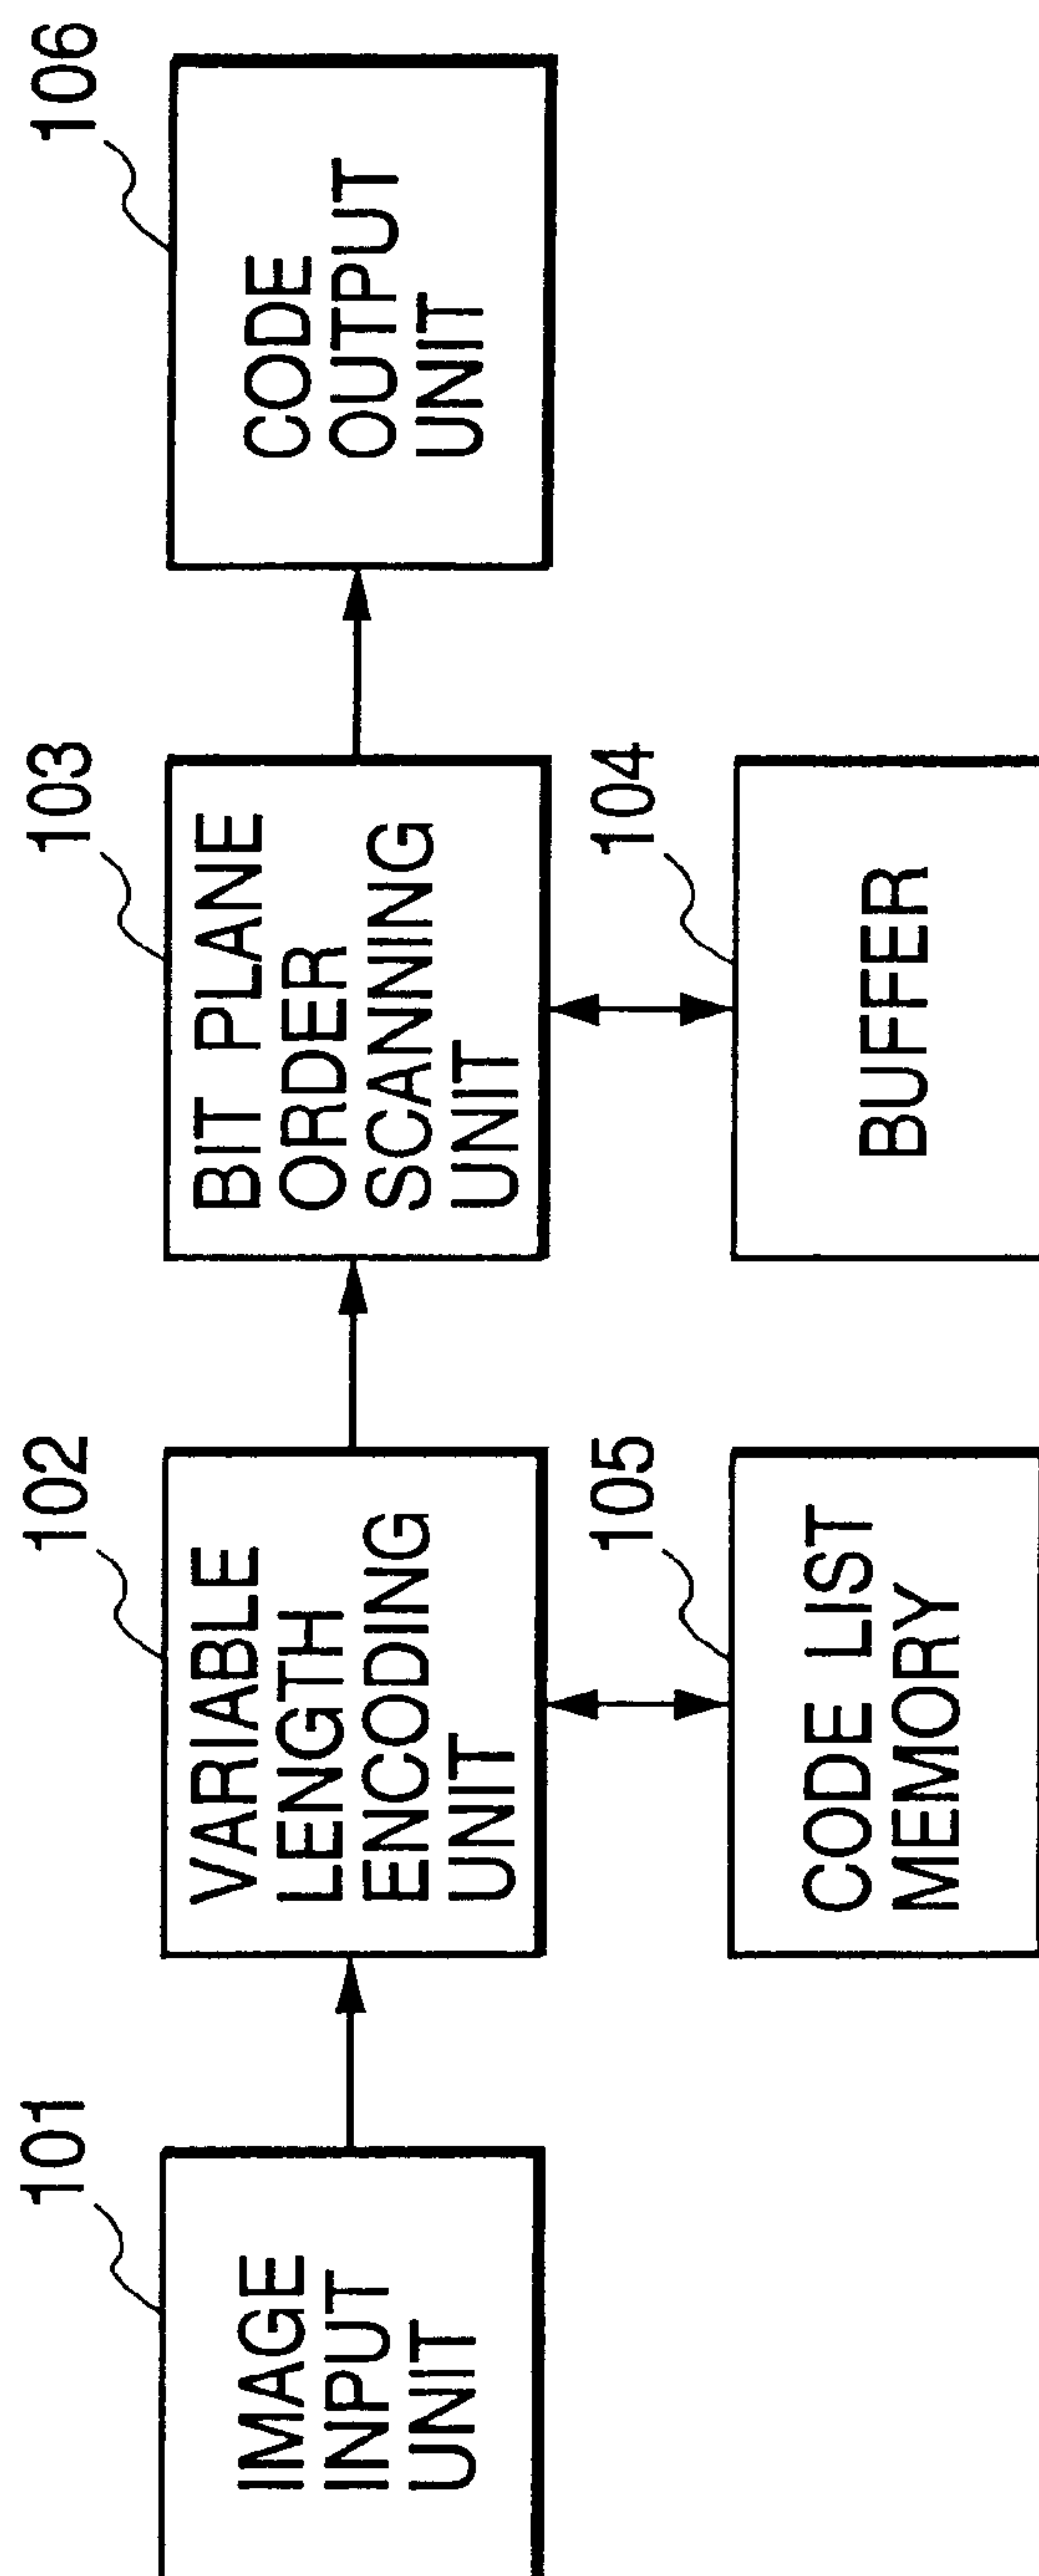 101
IMAGE
INPUT
UNIT
102
VARIABLE
LENGTH
ENCODING
UNIT
103
BIT PLANE
ORDER
SCANNING
UNIT
106
CODE
OUTPUT
UNIT
105
CODE LIST
MEMORY
104
BUFFER